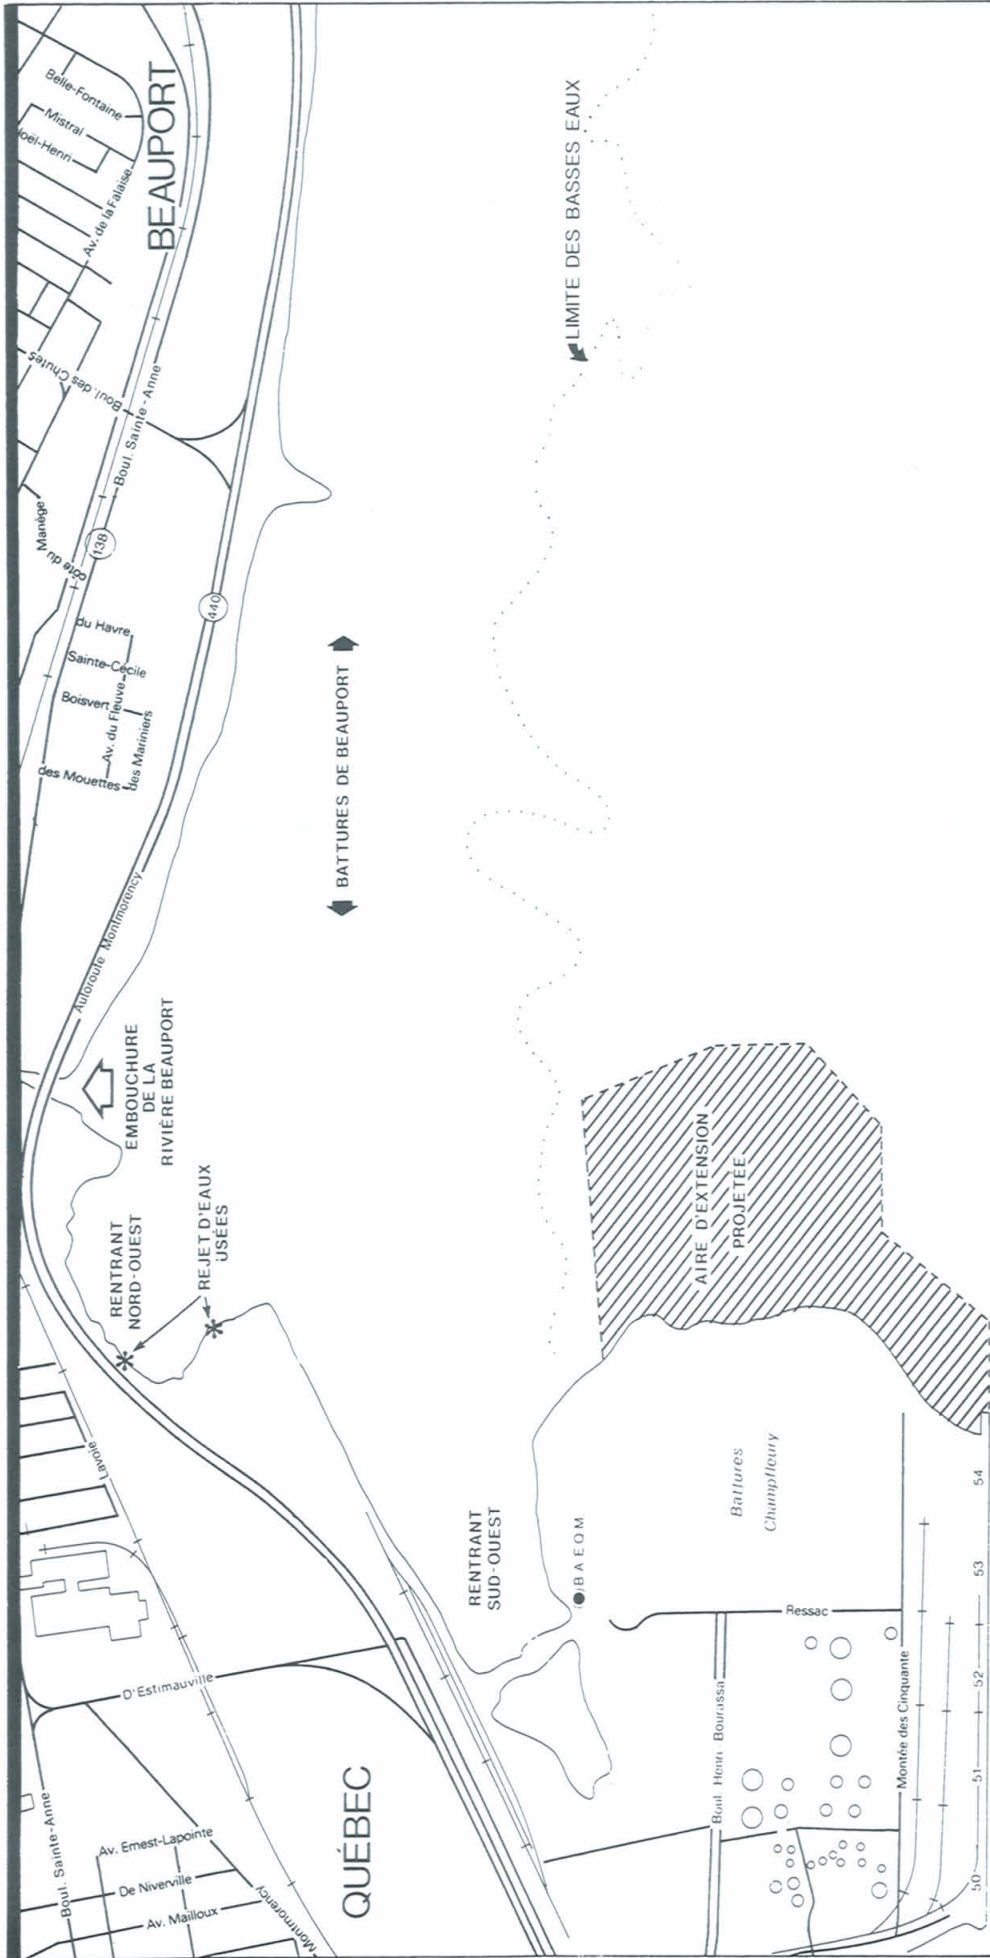 BEAUPORT
Belle-Fontaine
Mistral
Joël-Henri
Av. de la Falaise
Boul. des Chutes
Boul. Sainte-Anne
Manège
côte du
138
440
du Havre
Sainte-Cécile
Boisvert
Av. du Fleuve
des Mariniers
des Mouettes
Autoroute Montmorency
LIMITE DES BASSES EAUX
BATTURES DE BEAUPORT
EMBOUCHURE
DE LA
RIVIÈRE BEAUPORT
RENTRANT
NORD-OUEST
REJET D'EAUX
USÉES
AIRE D'EXTENSION
PROJETÉE
Lavoie
D'Estimauville
RENTRANT
SUD-OUEST
BAEQM
Battures
Champfleury
Ressac
Boul. Henri Bourassa
Montée des Cinquante
54
53
52
51
50
QUÉBEC
Boul. Sainte-Anne
Av. Ernest-Lapointe
De Niverville
Av. Mailloux
Montmorency